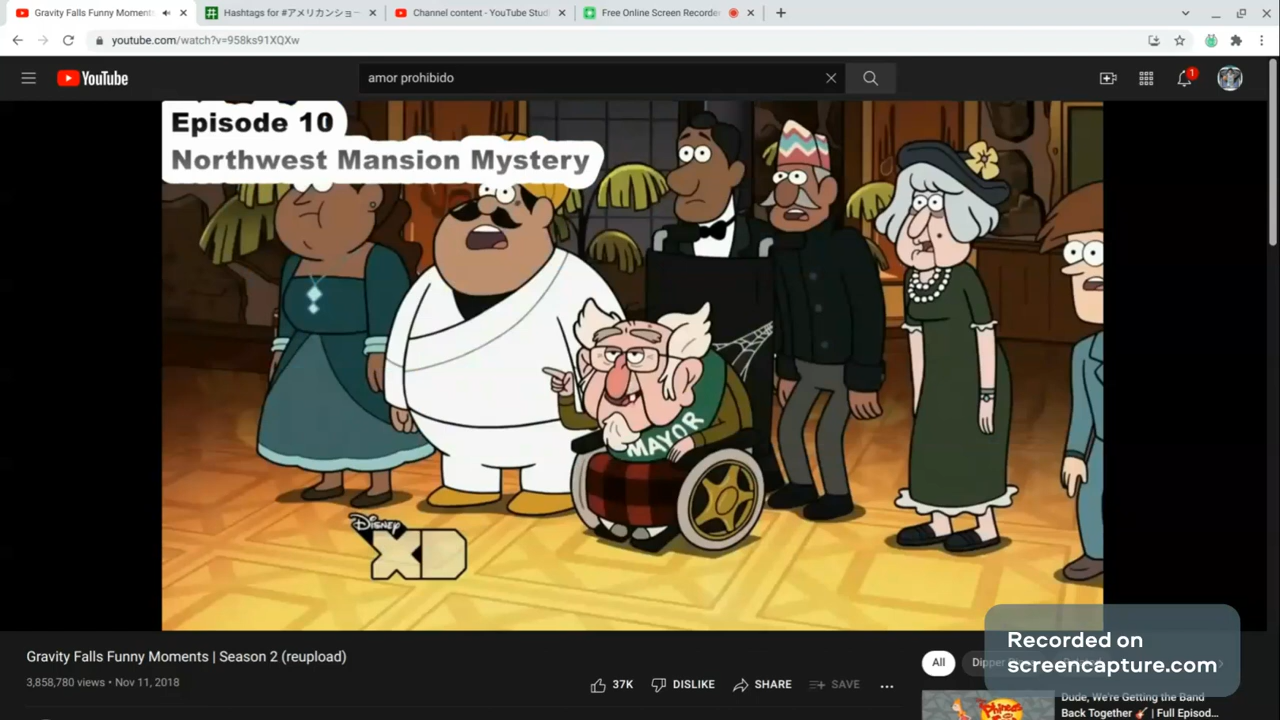 Gravity Falls Funny Moments
Hashtags for #アメリカンショー
Channel content - YouTube Studi
Free Online Screen Recorder
youtube.com/watch?v=958ks91XQXw
YouTube
amor prohibido
1
Episode 10
Northwest Mansion Mystery
MAYOR
Disney
XD
Gravity Falls Funny Moments | Season 2 (reupload)
3,858,780 views • Nov 11, 2018
37K
DISLIKE
SHARE
SAVE
All
Dipper
Recorded on
screencapture.com
Dude, We're Getting the Band
Back Together 🎸 | Full Episod...